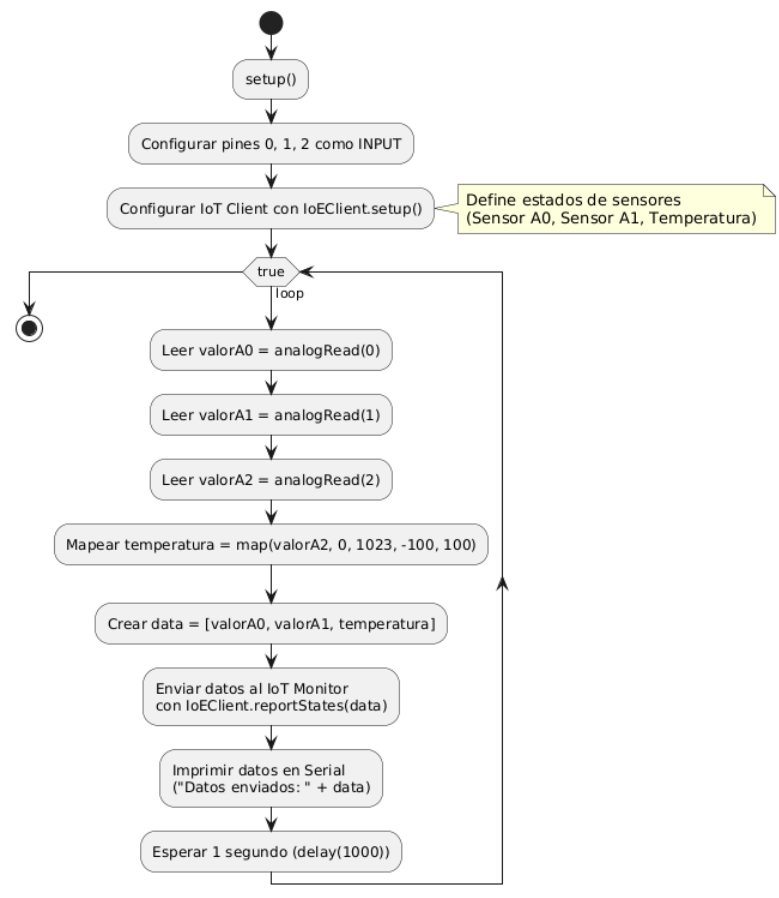 setup()
Configurar pines 0, 1, 2 como INPUT
Configurar IoT Client con IoEClient.setup()
Define estados de sensores
(Sensor A0, Sensor A1, Temperatura)
true
loop
Leer valorA0 = analogRead(0)
Leer valorA1 = analogRead(1)
Leer valorA2 = analogRead(2)
Mapear temperatura = map(valorA2, 0, 1023, -100, 100)
Crear data = [valorA0, valorA1, temperatura]
Enviar datos al IoT Monitor
con IoEClient.reportStates(data)
Imprimir datos en Serial
("Datos enviados: " + data)
Esperar 1 segundo (delay(1000))